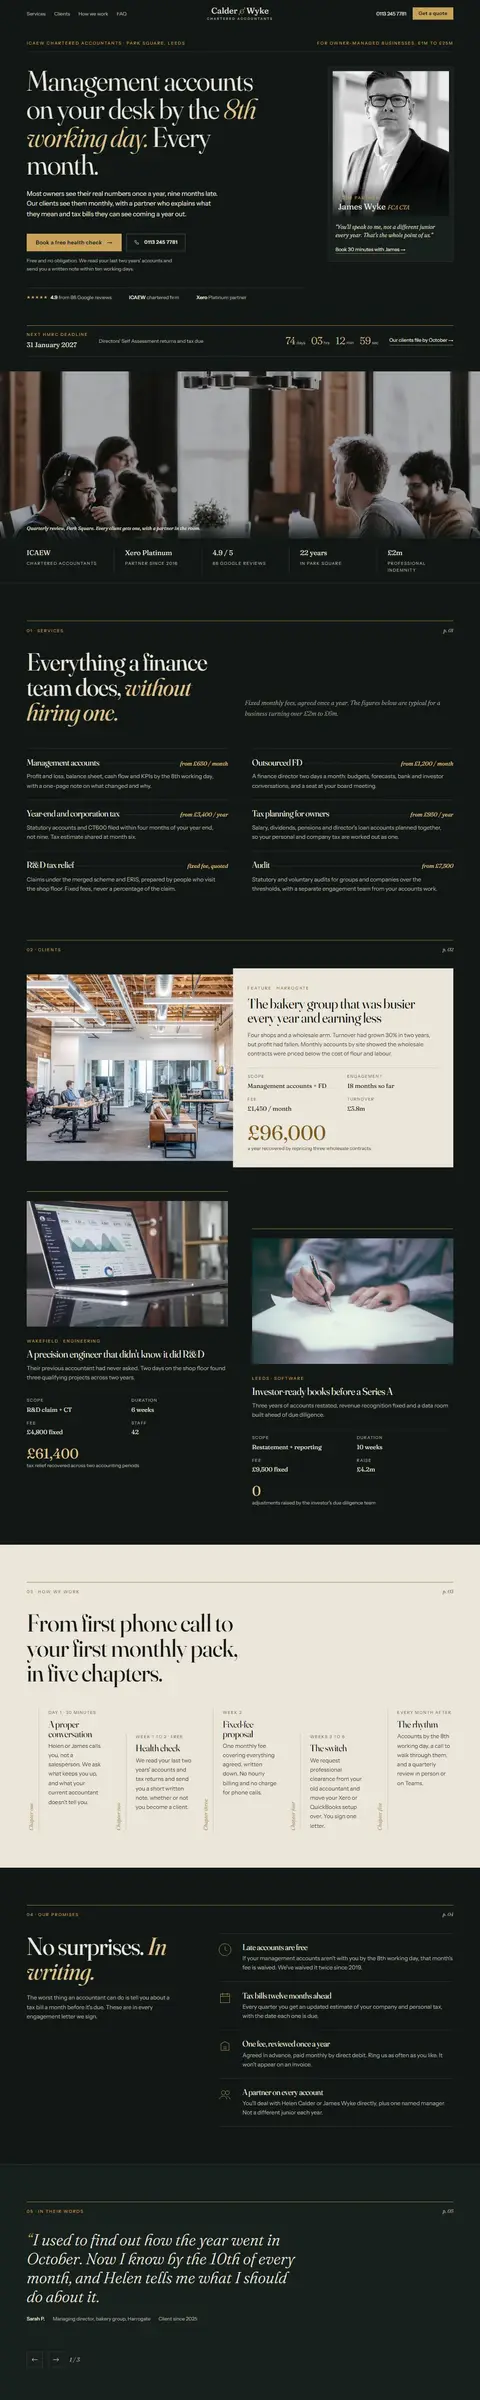 Services Clients How we work FAQ
Calder & Wyke
CHARTERED ACCOUNTANTS
0113 245 7781 Get a quote
ICAEW CHARTERED ACCOUNTANTS · PARK SQUARE, LEEDS
FOR OWNER-MANAGED BUSINESSES, £1M TO £25M
Management accounts
on your desk by the 8th
working day. Every
month.
Most owners see their real numbers once a year, nine months late.
Our clients see them monthly, with a partner who explains what
they mean and tax bills they can see coming a year out.
Book a free health check →
0113 245 7781
Free and no obligation. We read your last two years' accounts and
send you a written note within ten working days.
★★★★★ 4.9 from 86 Google reviews ICAEW chartered firm Xero Platinum partner
James Wyke FCA CTA
"You'll speak to me, not a different junior
every year. That's the whole point of us."
Book 30 minutes with James →
NEXT HMRC DEADLINE
31 January 2027
Directors' Self Assessment returns and tax due
74 days 03 hrs 12 min 59 sec
Our clients file by October →
Quarterly review, Park Square. Every client gets one, with a partner in the room.
ICAEW
CHARTERED ACCOUNTANTS
Xero Platinum
PARTNER SINCE 2016
4.9 / 5
86 GOOGLE REVIEWS
22 years
IN PARK SQUARE
£2m
PROFESSIONAL
INDEMNITY
01 · SERVICES
p. 01
Everything a finance
team does, without
hiring one.
Fixed monthly fees, agreed once a year. The figures below are typical for a
business turning over £2m to £6m.
Management accounts from £650 / month
Profit and loss, balance sheet, cash flow and KPIs by the 8th working day,
with a one-page note on what changed and why.
Outsourced FD from £1,200 / month
A finance director two days a month: budgets, forecasts, bank and investor
conversations, and a seat at your board meeting.
Year-end and corporation tax from £3,400 / year
Statutory accounts and CT600 filed within four months of your year end,
not nine. Tax estimate shared at month six.
Tax planning for owners from £950 / year
Salary, dividends, pensions and director's loan accounts planned together,
so your personal and company tax are worked out as one.
R&D tax relief fixed fee, quoted
Claims under the merged scheme and ERIS, prepared by people who visit
the shop floor. Fixed fees, never a percentage of the claim.
Audit from £7,500
Statutory and voluntary audits for groups and companies over the
thresholds, with a separate engagement team from your accounts work.
02 · CLIENTS
p. 02
FEATURE · HARROGATE
The bakery group that was busier
every year and earning less
Four shops and a wholesale arm. Turnover had grown 30% in two years,
but profit had fallen. Monthly accounts by site showed the wholesale
contracts were priced below the cost of flour and labour.
SCOPE
Management accounts + FD
ENGAGEMENT
18 months so far
FEE
£1,450 / month
TURNOVER
£5.8m
£96,000
a year recovered by repricing three wholesale contracts
WAKEFIELD · ENGINEERING
A precision engineer that didn't know it did R&D
Their previous accountant had never asked. Two days on the shop floor found
three qualifying projects across two years.
SCOPE
R&D claim + CT
DURATION
6 weeks
FEE
£4,800 fixed
STAFF
42
£61,400
tax relief recovered across two accounting periods
LEEDS · SOFTWARE
Investor-ready books before a Series A
Three years of accounts restated, revenue recognition fixed and a data room
built ahead of due diligence.
SCOPE
Restatement + reporting
DURATION
10 weeks
FEE
£9,500 fixed
RAISE
£4.2m
0
adjustments raised by the investor's due diligence team
03 · HOW WE WORK
p. 03
From first phone call to
your first monthly pack,
in five chapters.
Chapter one
DAY 1 · 30 MINUTES
A proper
conversation
Helen or James calls
you, not a
salesperson. We ask
what keeps you up,
and what your
current accountant
doesn't tell you.
Chapter two
WEEK 1 TO 2 · FREE
Health check
We read your last two
years' accounts and
tax returns and send
you a short written
note, whether or not
you become a client.
Chapter three
WEEK 3
Fixed-fee
proposal
One monthly fee
covering everything
agreed, written
down. No hourly
billing and no charge
for phone calls.
Chapter four
The switch
We request
professional
clearance from your
old accountant and
move your Xero or
QuickBooks setup
over. You sign one
letter.
Chapter five
EVERY MONTH AFTER
The rhythm
Accounts by the 8th
working day, a call to
walk through them,
and a quarterly
review in person or
on Teams.
04 · OUR PROMISES
p. 04
No surprises. In
writing.
The worst thing an accountant can do is tell you about a
tax bill a month before it's due. These are in every
engagement letter we sign.
Late accounts are free
If your management accounts aren't with you by the 8th working day, that month's
fee is waived. We've waived it twice since 2019.
Tax bills twelve months ahead
Every quarter you get an updated estimate of your company and personal tax,
with the date each one is due.
One fee, reviewed once a year
Agreed in advance, paid monthly by direct debit. Ring us as often as you like. It
won't appear on an invoice.
A partner on every account
You'll deal with Helen Calder or James Wyke directly, plus one named manager.
Not a different junior each year.
05 · IN THEIR WORDS
p. 05
"I used to find out how the year went in
October. Now I know by the 10th of every
month, and Helen tells me what I should
do about it.
Sarah P. Managing director, bakery group, Harrogate Client since 2025
← → 1 / 3